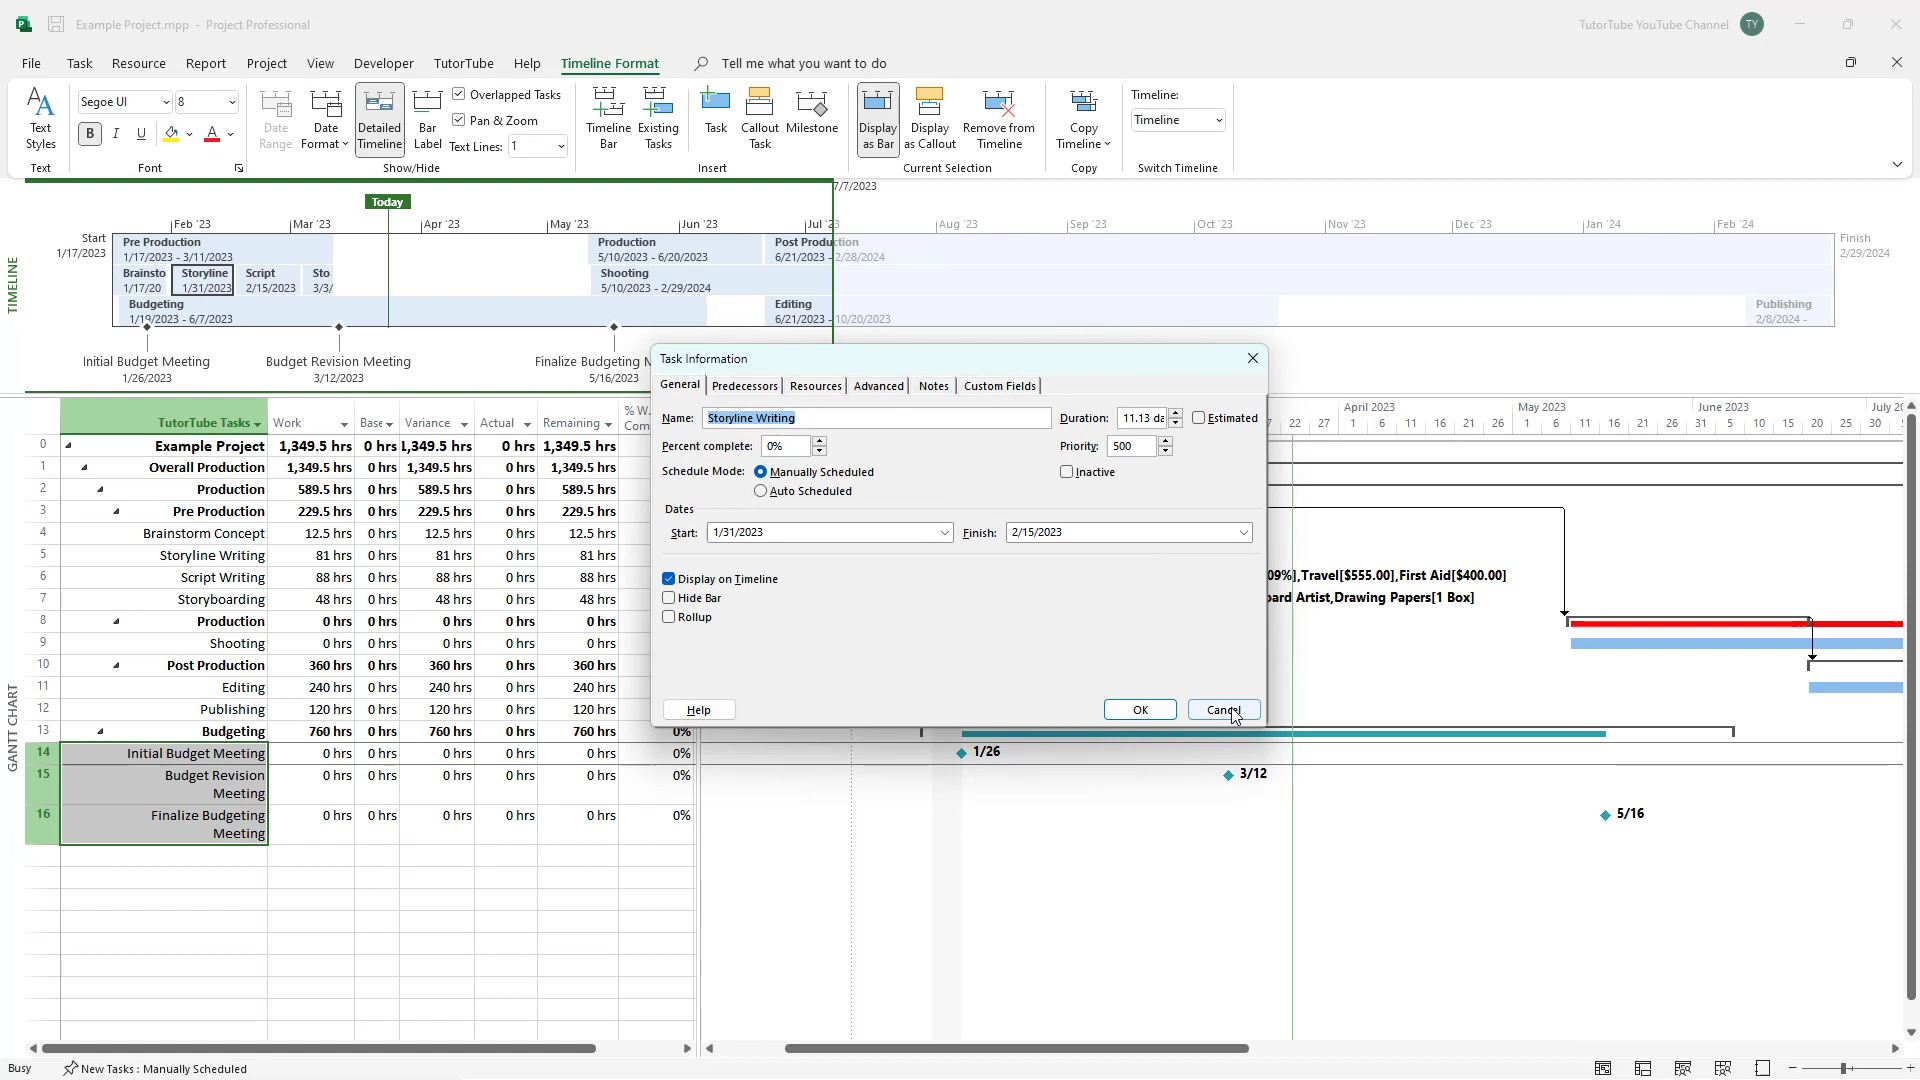 Example Project.mpp - Project Professional
TutorTube YouTube Channel TY
File Task Resource Report Project View Developer TutorTube Help Timeline Format Tell me what you want to do
Text Styles
Segoe UI 8
B I U A
Date Range
Date Format
Detailed Timeline
Bar Label
Overlapped Tasks
Pan & Zoom
Text Lines: 1
Timeline Bar
Existing Tasks
Task
Callout Task
Milestone
Display as Bar
Display as Callout
Remove from Timeline
Copy Timeline
Timeline:
Timeline
Text Font Show/Hide Insert Current Selection Copy Switch Timeline
7/7/2023
Today
Feb '23 Mar '23 Apr '23 May '23 Jun '23 Jul '23 Aug '23 Sep '23 Oct '23 Nov '23 Dec '23 Jan '24 Feb '24
TIMELINE
Start
1/17/2023
Finish
2/29/2024
Pre Production
1/17/2023 - 3/11/2023
Production
5/10/2023 - 6/20/2023
Post Production
6/21/2023 - 2/28/2024
Brainsto
1/17/20
Storyline
1/31/2023
Script
2/15/2023
Sto
3/3/
Shooting
5/10/2023 - 2/29/2024
Budgeting
1/19/2023 - 6/7/2023
Editing
6/21/2023 - 10/20/2023
Publishing
2/8/2024 -
Initial Budget Meeting
1/26/2023
Budget Revision Meeting
3/12/2023
Finalize Budgeting M
5/16/2023
Task Information
General Predecessors Resources Advanced Notes Custom Fields
Name: Storyline Writing Duration: 11.13 da Estimated
Percent complete: 0% Priority: 500
Schedule Mode: Manually Scheduled Inactive
Auto Scheduled
Dates
Start: 1/31/2023 Finish: 2/15/2023
Display on Timeline
Hide Bar
Rollup
Help OK Cancel
GANTT CHART
TutorTube Tasks Work Base Variance Actual Remaining % W. Com
0 Example Project 1,349.5 hrs 0 hrs 1,349.5 hrs 0 hrs 1,349.5 hrs
1 Overall Production 1,349.5 hrs 0 hrs 1,349.5 hrs 0 hrs 1,349.5 hrs
2 Production 589.5 hrs 0 hrs 589.5 hrs 0 hrs 589.5 hrs
3 Pre Production 229.5 hrs 0 hrs 229.5 hrs 0 hrs 229.5 hrs
4 Brainstorm Concept 12.5 hrs 0 hrs 12.5 hrs 0 hrs 12.5 hrs
5 Storyline Writing 81 hrs 0 hrs 81 hrs 0 hrs 81 hrs
6 Script Writing 88 hrs 0 hrs 88 hrs 0 hrs 88 hrs
7 Storyboarding 48 hrs 0 hrs 48 hrs 0 hrs 48 hrs
8 Production 0 hrs 0 hrs 0 hrs 0 hrs 0 hrs
9 Shooting 0 hrs 0 hrs 0 hrs 0 hrs 0 hrs
10 Post Production 360 hrs 0 hrs 360 hrs 0 hrs 360 hrs
11 Editing 240 hrs 0 hrs 240 hrs 0 hrs 240 hrs
12 Publishing 120 hrs 0 hrs 120 hrs 0 hrs 120 hrs
13 Budgeting 760 hrs 0 hrs 760 hrs 0 hrs 760 hrs 0%
14 Initial Budget Meeting 0 hrs 0 hrs 0 hrs 0 hrs 0 hrs 0%
15 Budget Revision Meeting 0 hrs 0 hrs 0 hrs 0 hrs 0 hrs 0%
16 Finalize Budgeting Meeting 0 hrs 0 hrs 0 hrs 0 hrs 0 hrs 0%
April 2023 May 2023 June 2023 July 2
22 27 1 6 11 16 21 26 1 6 11 16 21 26 31 5 10 15 20 25 30
09%],Travel[$555.00],First Aid[$400.00]
oard Artist,Drawing Papers[1 Box]
1/26
3/12
5/16
Busy New Tasks : Manually Scheduled